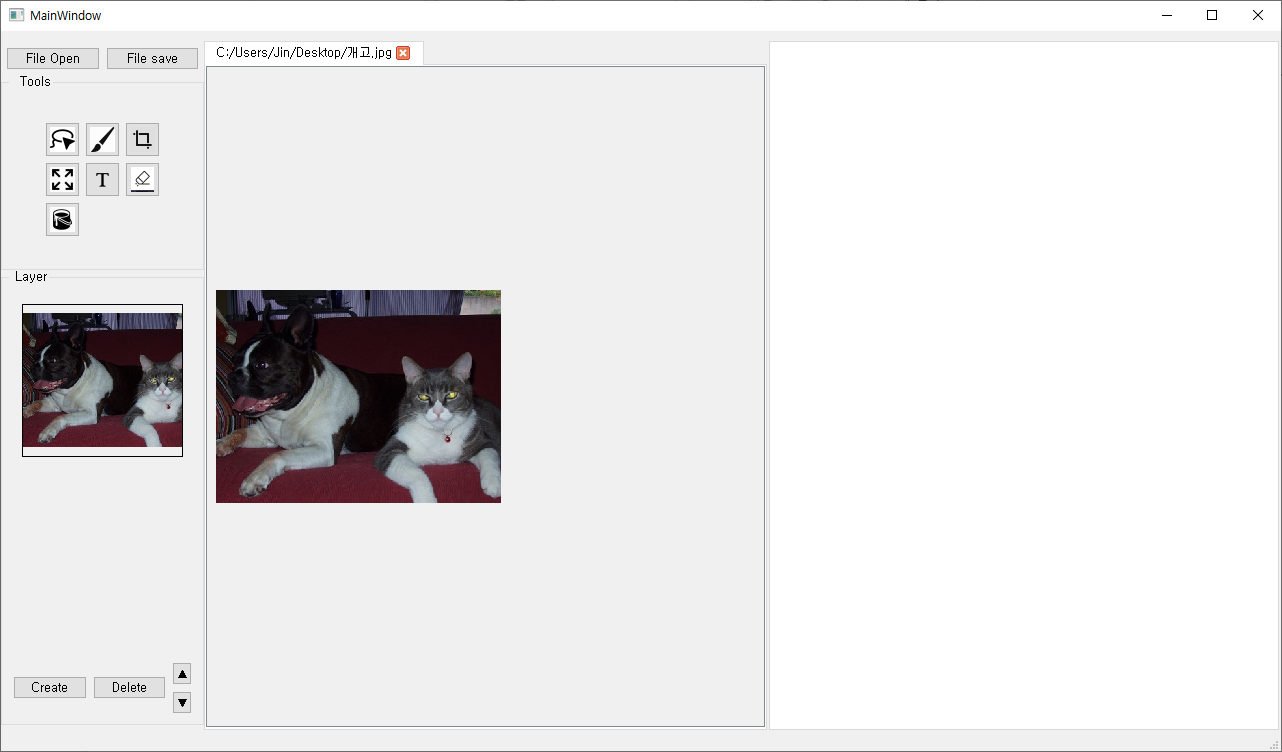 MainWindow
File Open
File save
C:/Users/Jin/Desktop/개고.jpg
Tools
T
Layer
Create
Delete